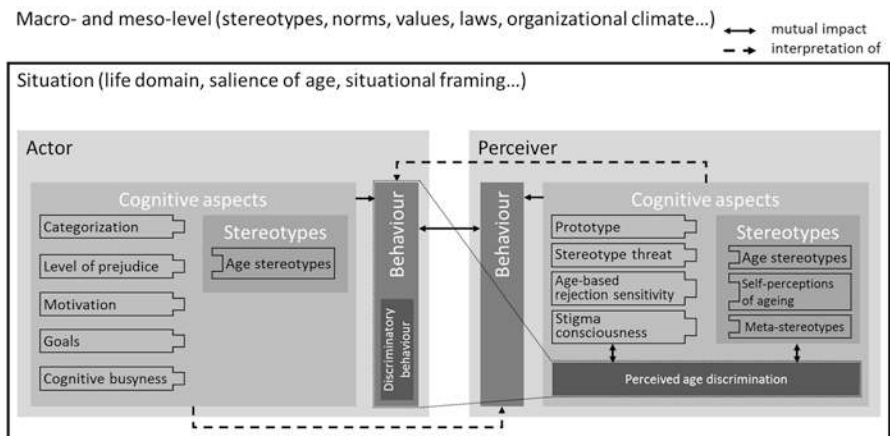 Macro- and meso-level (stereotypes, norms, values, laws, organizational climate…)
mutual impact
interpretation of
Situation (life domain, salience of age, situational framing…)
Actor
Cognitive aspects
Categorization
Level of prejudice
Motivation
Goals
Cognitive busyness
Stereotypes
Age stereotypes
Behaviour
Discriminatory
behaviour
Perceiver
Behaviour
Cognitive aspects
Prototype
Stereotype threat
Age-based
rejection sensitivity
Stigma
consciousness
Stereotypes
Age stereotypes
Self-perceptions
of ageing
Meta-stereotypes
Perceived age discrimination